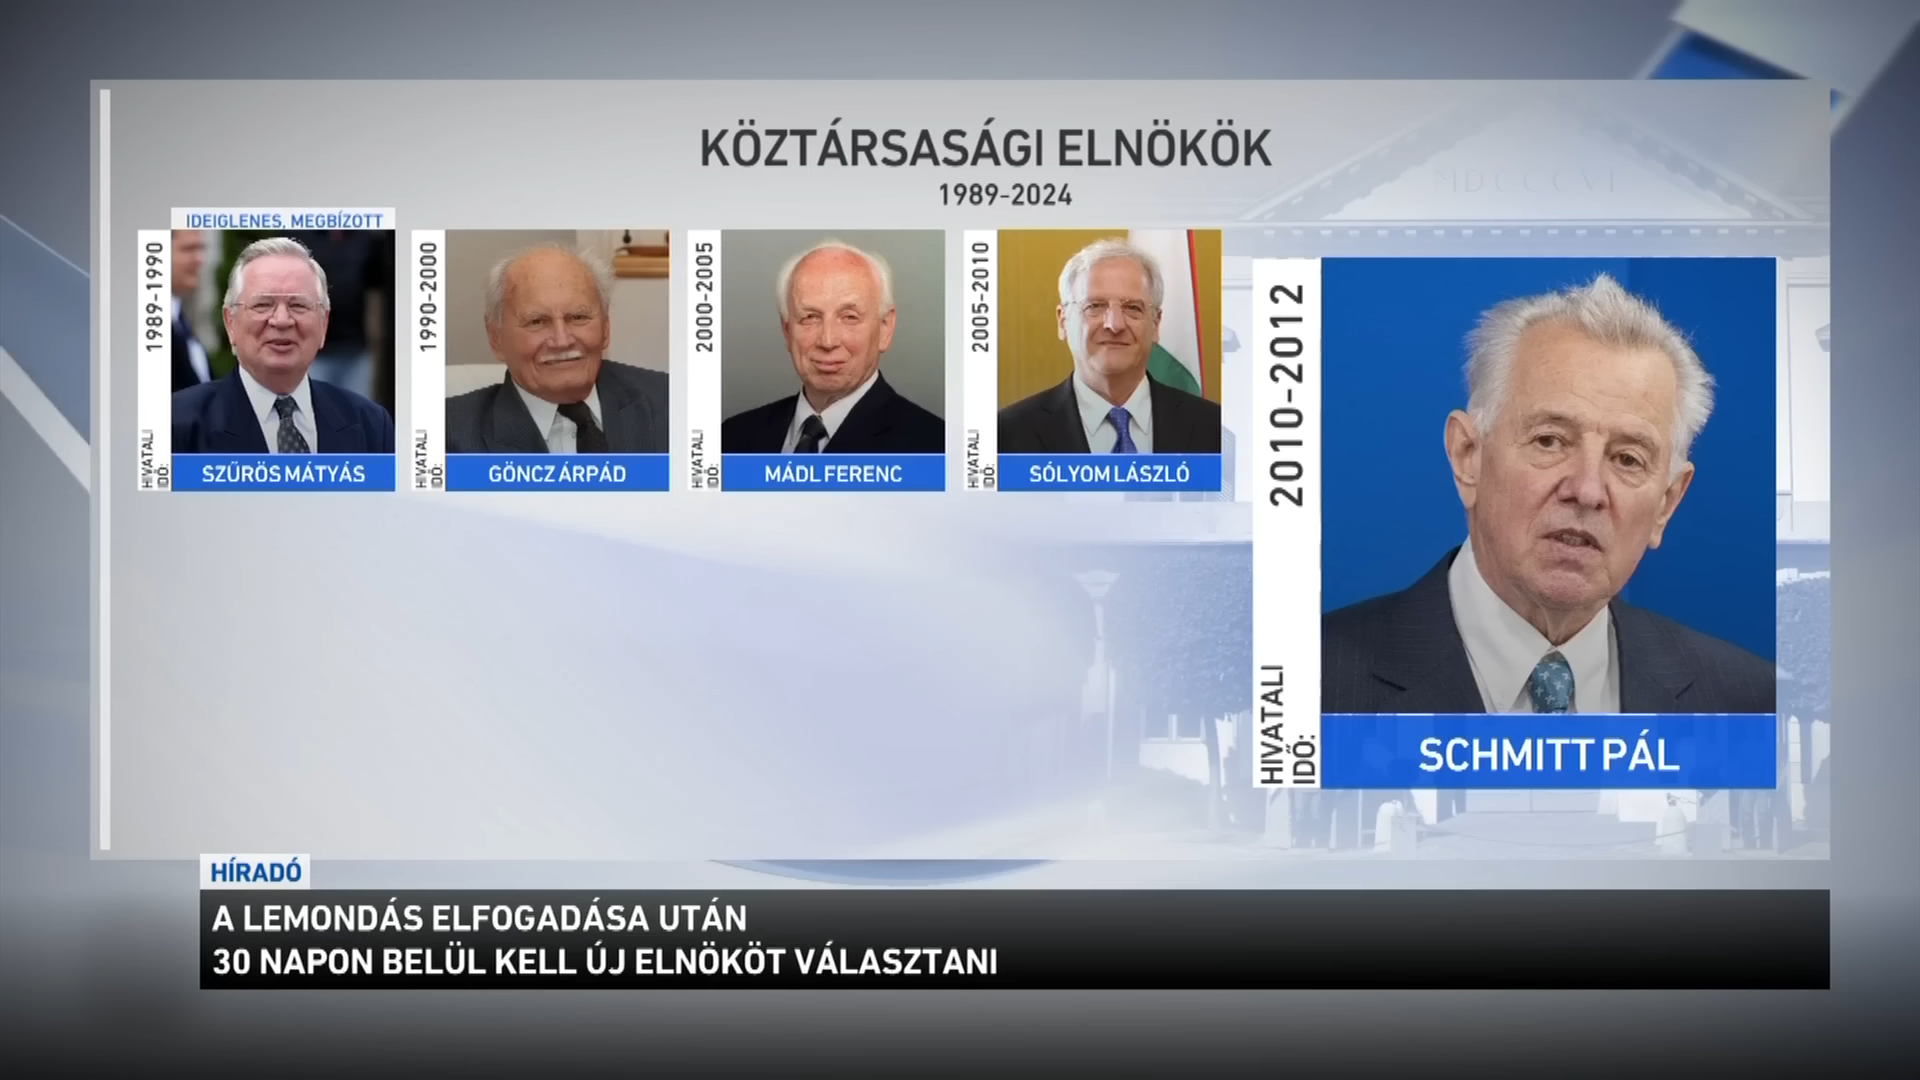 KÖZTÁRSASÁGI ELNÖKÖK
1989-2024
IDEIGLENES, MEGBÍZOTT
HIVATALI
IDŐ:
1989-1990
SZŰRÖS MÁTYÁS
HIVATALI
IDŐ:
1990-2000
GÖNCZ ÁRPÁD
HIVATALI
IDŐ:
2000-2005
MÁDL FERENC
HIVATALI
IDŐ:
2005-2010
SÓLYOM LÁSZLÓ
HIVATALI
IDŐ:
2010-2012
SCHMITT PÁL
HÍRADÓ
A LEMONDÁS ELFOGADÁSA UTÁN
30 NAPON BELÜL KELL ÚJ ELNÖKÖT VÁLASZTANI